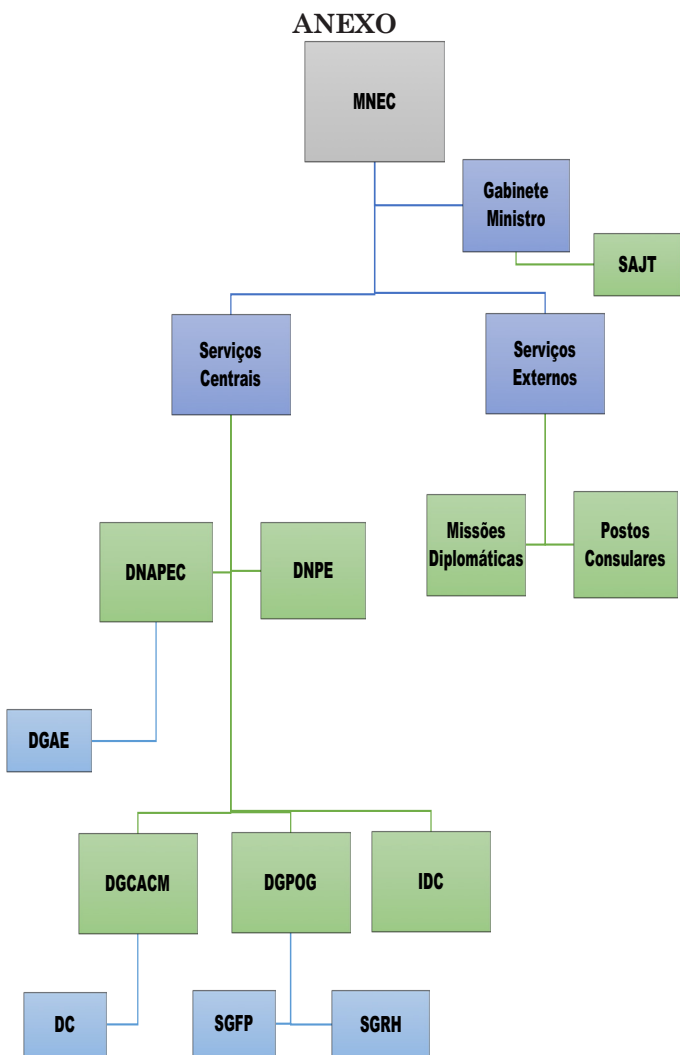 ANEXO
MNEC
Gabinete
Ministro
SAJT
Serviços
Centrais
Serviços
Externos
DNAPEC
DNPE
Missões
Diplomáticas
Postos
Consulares
DGAE
DGCACM
DGPOG
IDC
DC
SGFP
SGRH